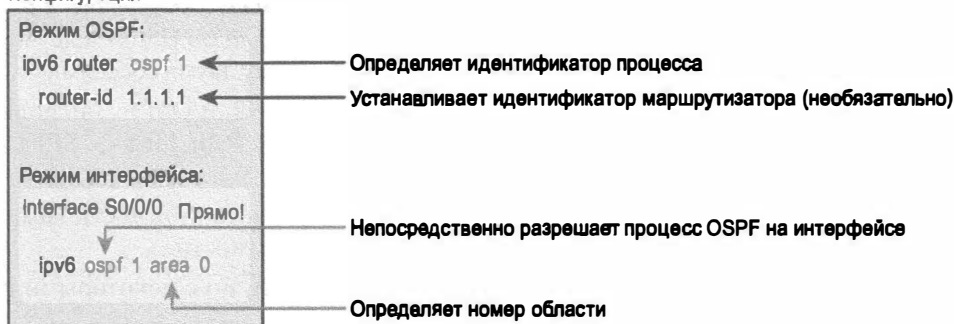 Режим OSPF:
ipv6 router ospf 1
Определяет идентификатор процесса
router-id 1.1.1.1
Устанавливает идентификатор маршрутизатора (необязательно)
Режим интерфейса:
interface S0/0/0 Прямо!
Непосредственно разрешает процесс OSPF на интерфейсе
ipv6 ospf 1 area 0
Определяет номер области